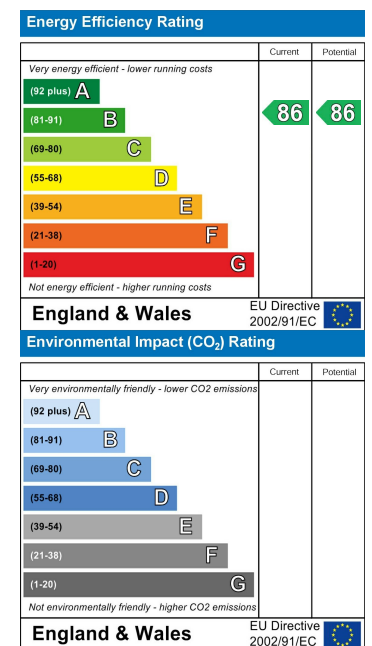 Energy Efficiency Rating
Current Potential
Very energy efficient - lower running costs
(92 plus) A
(81-91) B 86 86
(69-80) C
(55-68) D
(39-54) E
(21-38) F
(1-20) G
Not energy efficient - higher running costs
England & Wales EU Directive
2002/91/EC
Environmental Impact (CO₂) Rating
Current Potential
Very environmentally friendly - lower CO2 emissions
(92 plus) A
(81-91) B
(69-80) C
(55-68) D
(39-54) E
(21-38) F
(1-20) G
Not environmentally friendly - higher CO2 emissions
England & Wales EU Directive
2002/91/EC